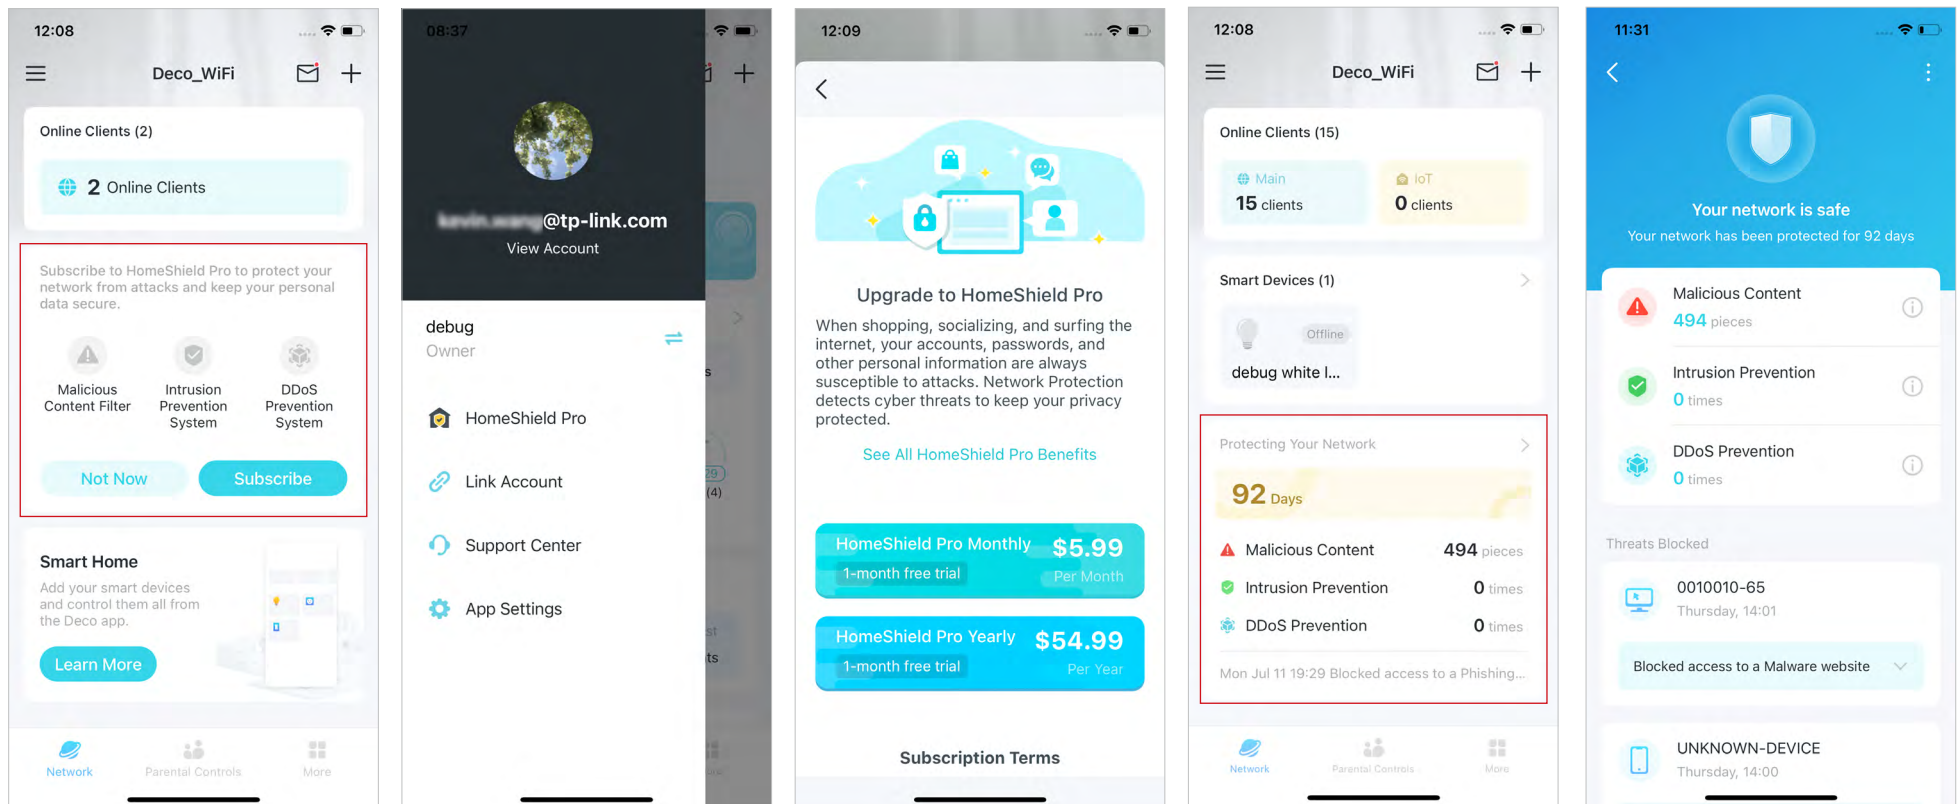 12:08
Deco_WiFi
Online Clients (2)
2 Online Clients
Subscribe to HomeShield Pro to protect your
network from attacks and keep your personal
data secure.
Malicious
Content Filter
Intrusion
Prevention
System
DDoS
Prevention
System
Not Now
Subscribe
Smart Home
Add your smart devices
and control them all from
the Deco app.
Learn More
Network
Parental Controls
More
08:37
@tp-link.com
View Account
debug
Owner
HomeShield Pro
Link Account
Support Center
App Settings
(4)
12:09
Upgrade to HomeShield Pro
When shopping, socializing, and surfing the
internet, your accounts, passwords, and
other personal information are always
susceptible to attacks. Network Protection
detects cyber threats to keep your privacy
protected.
See All HomeShield Pro Benefits
HomeShield Pro Monthly
1-month free trial
$5.99
Per Month
HomeShield Pro Yearly
1-month free trial
$54.99
Per Year
Subscription Terms
12:08
Deco_WiFi
Online Clients (15)
Main
15 clients
IoT
0 clients
Smart Devices (1)
Offline
debug white l...
Protecting Your Network
92 Days
Malicious Content 494 pieces
Intrusion Prevention 0 times
DDoS Prevention 0 times
Mon Jul 11 19:29 Blocked access to a Phishing...
Network
Parental Controls
More
11:31
Your network is safe
Your network has been protected for 92 days
Malicious Content
494 pieces
Intrusion Prevention
0 times
DDoS Prevention
0 times
Threats Blocked
0010010-65
Thursday, 14:01
Blocked access to a Malware website
UNKNOWN-DEVICE
Thursday, 14:00